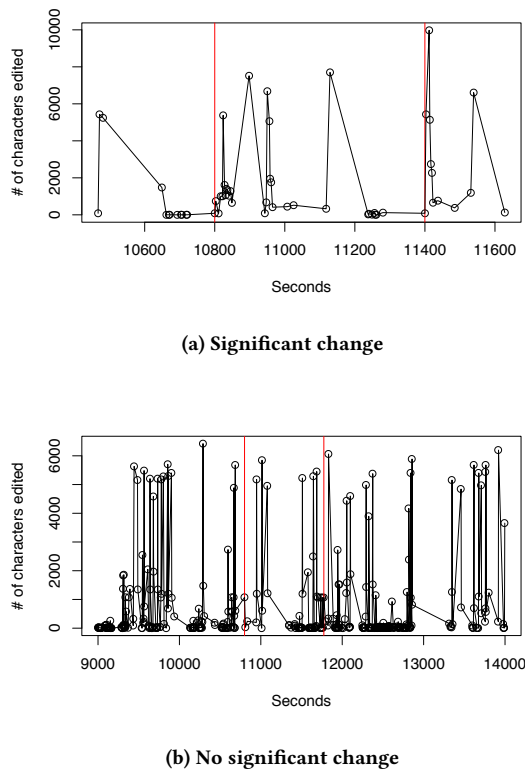 10000
6000
2000
0
# of characters edited
10600 10800 11000 11200 11400 11600
Seconds
(a) Significant change
6000
4000
2000
0
# of characters edited
9000 10000 11000 12000 13000 14000
Seconds
(b) No significant change